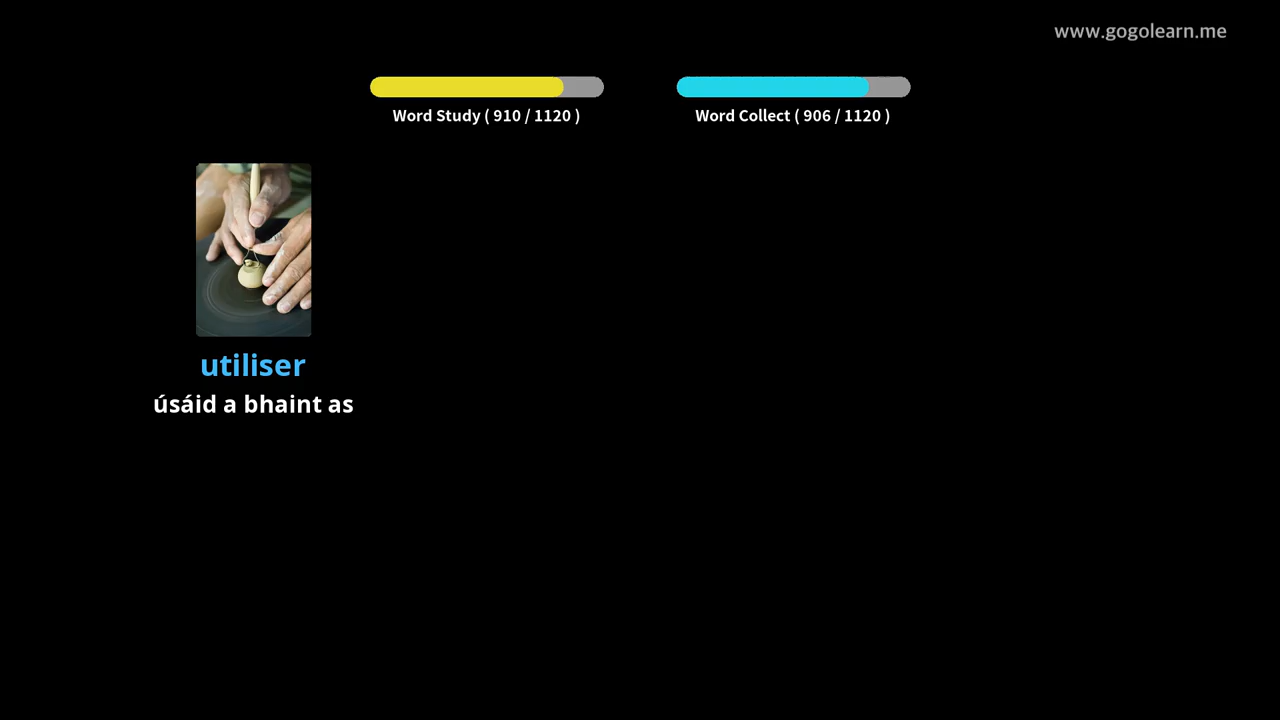 www.gogolearn.me
Word Study ( 910 / 1120 )
Word Collect ( 906 / 1120 )
utiliser
úsáid a bhaint as